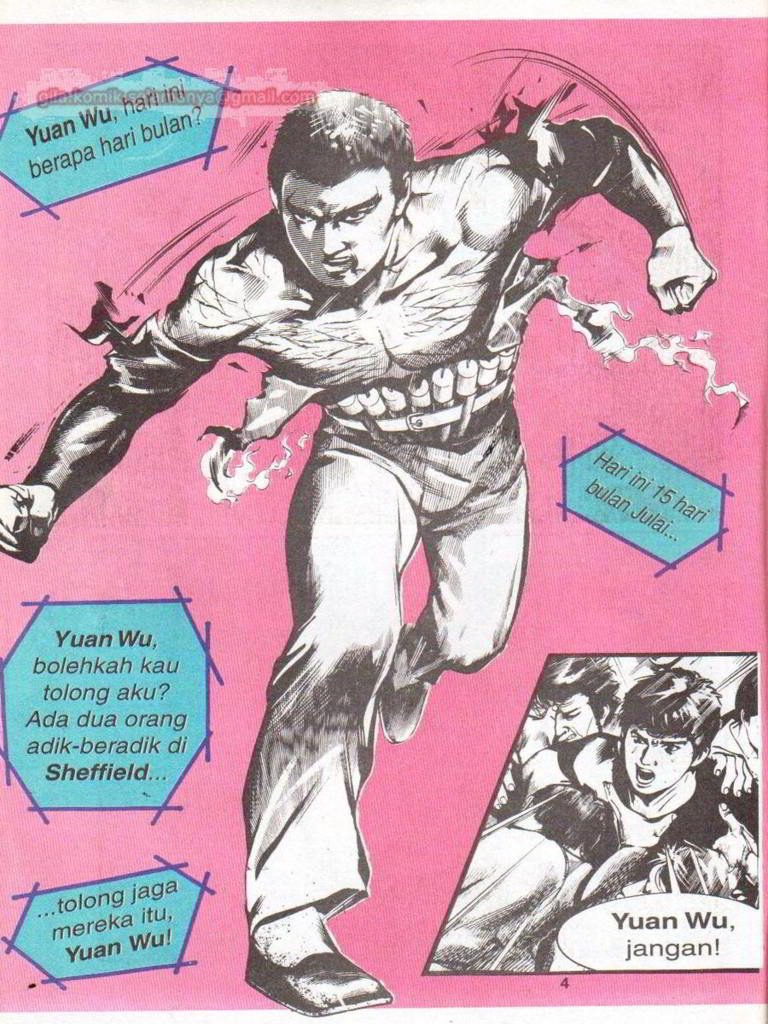 Yuan Wu, hari ini
berapa hari bulan?
Hari ini 15 hari
bulan Julai...
Yuan Wu,
bolehkah kau
tolong aku?
Ada dua orang
adik-beradik di
Sheffield...
...tolong jaga
mereka itu,
Yuan Wu!
Yuan Wu,
jangan!
4